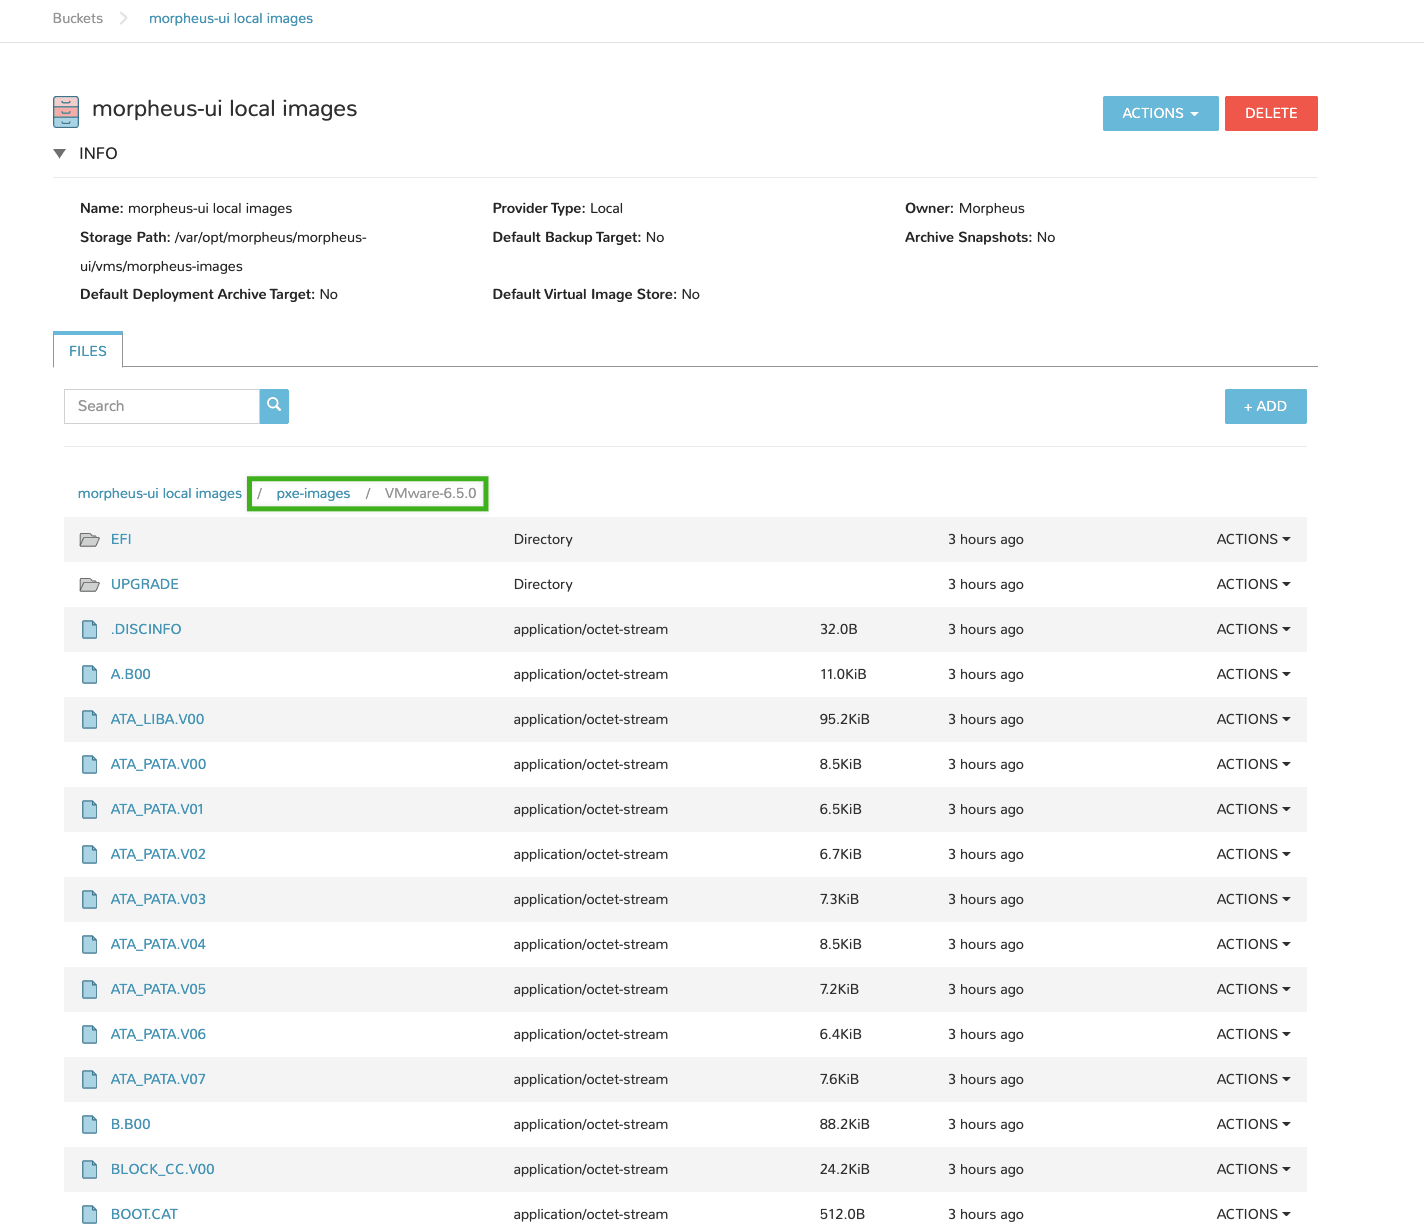 Buckets morpheus-ui local images
morpheus-ui local images
ACTIONS DELETE
INFO
Name: morpheus-ui local images Provider Type: Local Owner: Morpheus
Storage Path: /var/opt/morpheus/morpheus- Default Backup Target: No Archive Snapshots: No
ui/vms/morpheus-images
Default Deployment Archive Target: No Default Virtual Image Store: No
FILES
Search + ADD
morpheus-ui local images / pxe-images / VMware-6.5.0
EFI Directory 3 hours ago ACTIONS
UPGRADE Directory 3 hours ago ACTIONS
.DISCINFO application/octet-stream 32.0B 3 hours ago ACTIONS
A.B00 application/octet-stream 11.0KiB 3 hours ago ACTIONS
ATA_LIBA.V00 application/octet-stream 95.2KiB 3 hours ago ACTIONS
ATA_PATA.V00 application/octet-stream 8.5KiB 3 hours ago ACTIONS
ATA_PATA.V01 application/octet-stream 6.5KiB 3 hours ago ACTIONS
ATA_PATA.V02 application/octet-stream 6.7KiB 3 hours ago ACTIONS
ATA_PATA.V03 application/octet-stream 7.3KiB 3 hours ago ACTIONS
ATA_PATA.V04 application/octet-stream 8.5KiB 3 hours ago ACTIONS
ATA_PATA.V05 application/octet-stream 7.2KiB 3 hours ago ACTIONS
ATA_PATA.V06 application/octet-stream 6.4KiB 3 hours ago ACTIONS
ATA_PATA.V07 application/octet-stream 7.6KiB 3 hours ago ACTIONS
B.B00 application/octet-stream 88.2KiB 3 hours ago ACTIONS
BLOCK_CC.V00 application/octet-stream 24.2KiB 3 hours ago ACTIONS
BOOT.CAT application/octet-stream 512.0B 3 hours ago ACTIONS